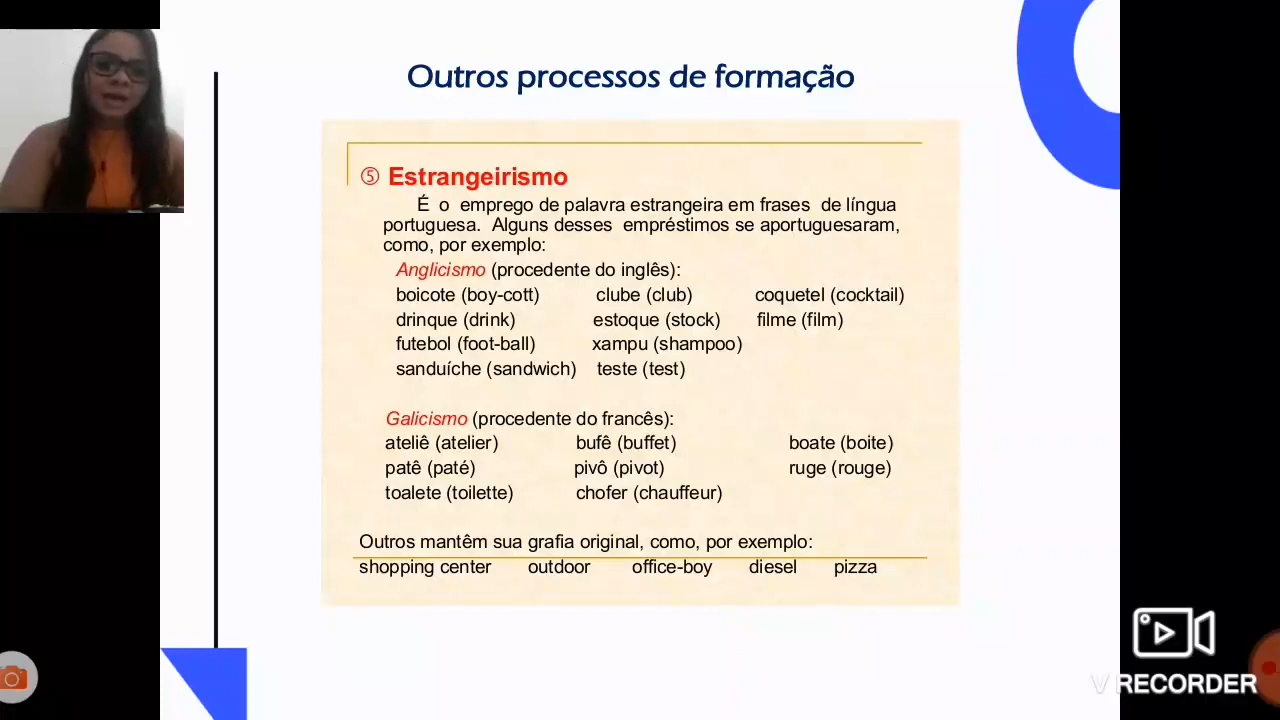 Outros processos de formação
⑤ Estrangeirismo
É o emprego de palavra estrangeira em frases de língua
portuguesa. Alguns desses empréstimos se aportuguesaram,
como, por exemplo:
Anglicismo (procedente do inglês):
boicote (boy-cott) clube (club) coquetel (cocktail)
drinque (drink) estoque (stock) filme (film)
futebol (foot-ball) xampu (shampoo)
sanduíche (sandwich) teste (test)
Galicismo (procedente do francês):
ateliê (atelier) bufê (buffet) boate (boite)
patê (paté) pivô (pivot) ruge (rouge)
toalete (toilette) chofer (chauffeur)
Outros mantêm sua grafia original, como, por exemplo:
shopping center outdoor office-boy diesel pizza
V RECORDER